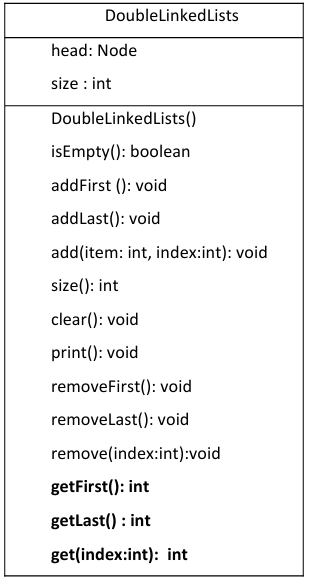 DoubleLinkedLists
head: Node
size : int
DoubleLinkedLists()
isEmpty(): boolean
addFirst (): void
addLast(): void
add(item: int, index:int): void
size(): int
clear(): void
print(): void
removeFirst(): void
removeLast(): void
remove(index:int):void
getFirst(): int
getLast() : int
get(index:int):  int